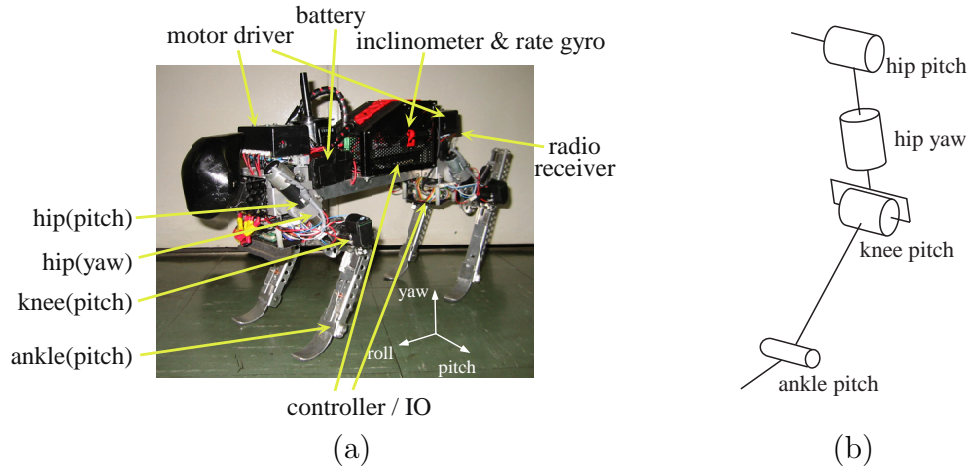 battery
motor driver
inclinometer & rate gyro
2
radio
receiver
hip(pitch)
hip(yaw)
knee(pitch)
ankle(pitch)
yaw
roll
pitch
controller / IO
(a)
hip pitch
hip yaw
knee pitch
ankle pitch
(b)